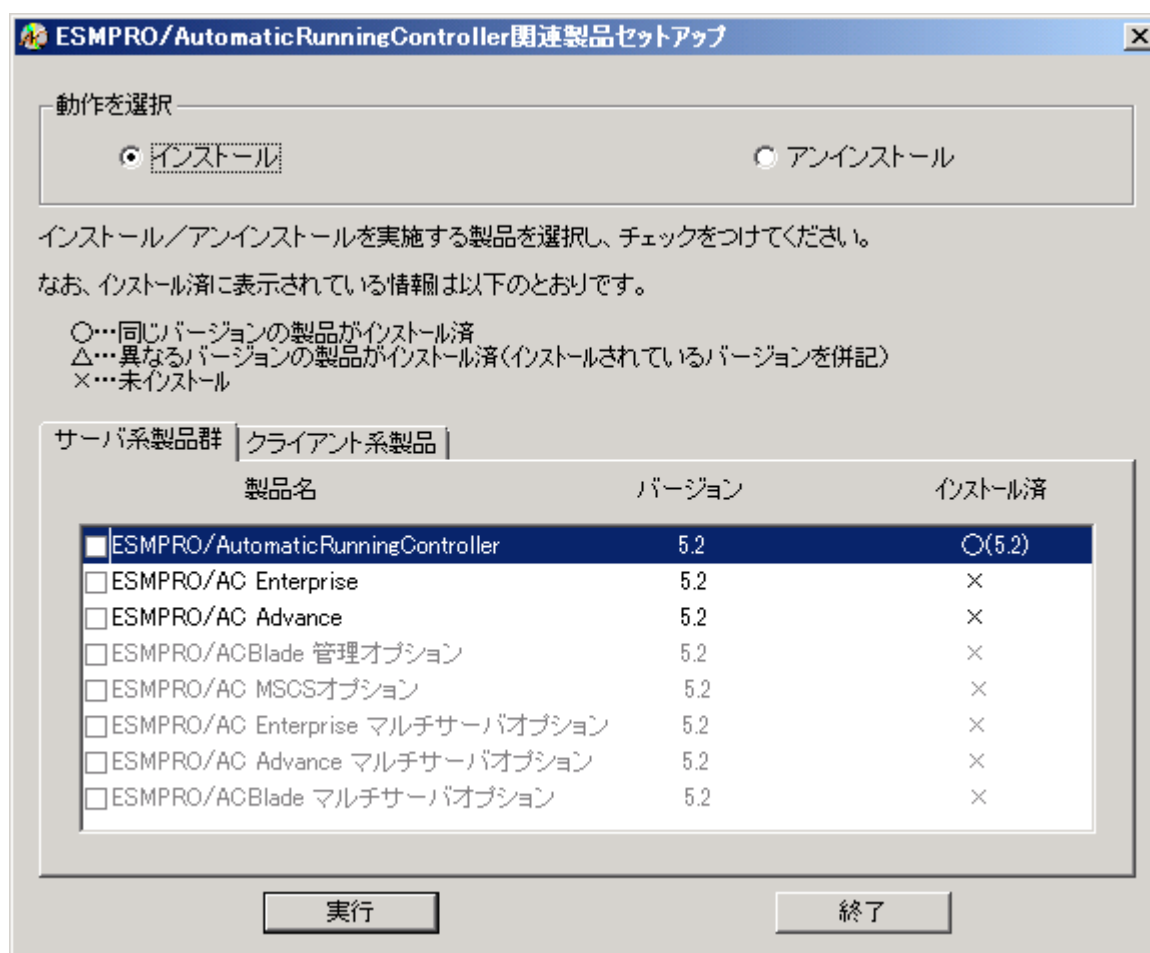 ESMPRO/AutomaticRunningController関連製品セットアップ
動作を選択
インストール アンインストール
インストール／アンインストールを実施する製品を選択し、チェックをつけてください。
なお、インストール済に表示されている情報は以下のとおりです。
○…同じバージョンの製品がインストール済
△…異なるバージョンの製品がインストール済(インストールされているバージョンを併記)
×…未インストール
サーバ系製品群 クライアント系製品
製品名 バージョン インストール済
ESMPRO/AutomaticRunningController 5.2 ○(5.2)
ESMPRO/AC Enterprise 5.2 ×
ESMPRO/AC Advance 5.2 ×
ESMPRO/ACBlade 管理オプション 5.2 ×
ESMPRO/AC MSCSオプション 5.2 ×
ESMPRO/AC Enterprise マルチサーバオプション 5.2 ×
ESMPRO/AC Advance マルチサーバオプション 5.2 ×
ESMPRO/ACBlade マルチサーバオプション 5.2 ×
実行 終了